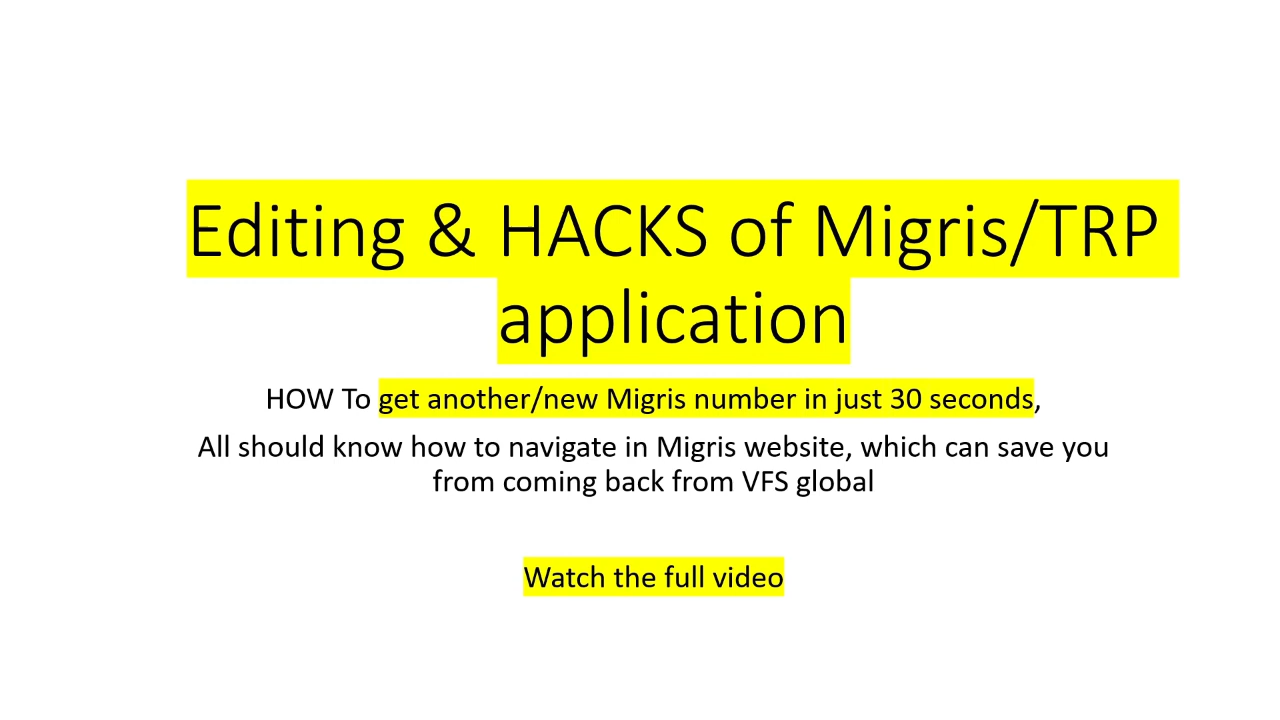 Editing & HACKS of Migris/TRP
application
HOW To get another/new Migris number in just 30 seconds,
All should know how to navigate in Migris website, which can save you
from coming back from VFS global
Watch the full video